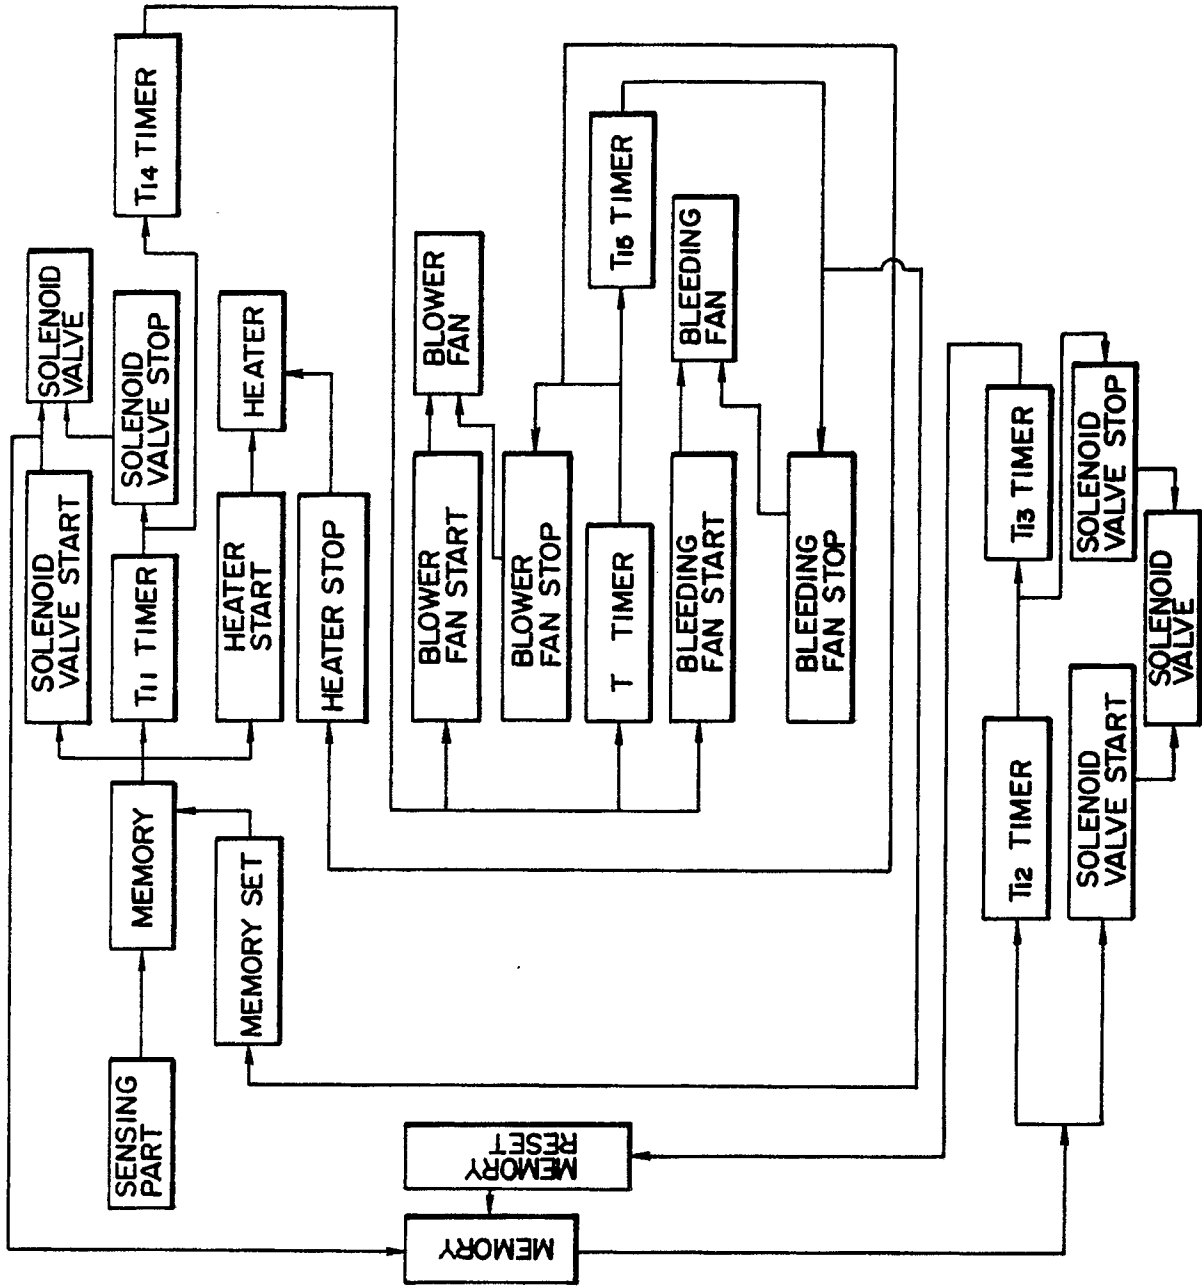 SOLENOID
VALVE START
SOLENOID
VALVE
SENSING
PART
MEMORY
T11 TIMER
SOLENOID
VALVE STOP
T14 TIMER
MEMORY SET
HEATER
START
HEATER
HEATER STOP
MEMORY
MEMORY
RESET
BLOWER
FAN START
BLOWER
FAN
BLOWER
FAN STOP
T TIMER
T15 TIMER
BLEEDING
FAN START
BLEEDING
FAN
BLEEDING
FAN STOP
T12 TIMER
T13 TIMER
SOLENOID
VALVE START
SOLENOID
VALVE STOP
SOLENOID
VALVE